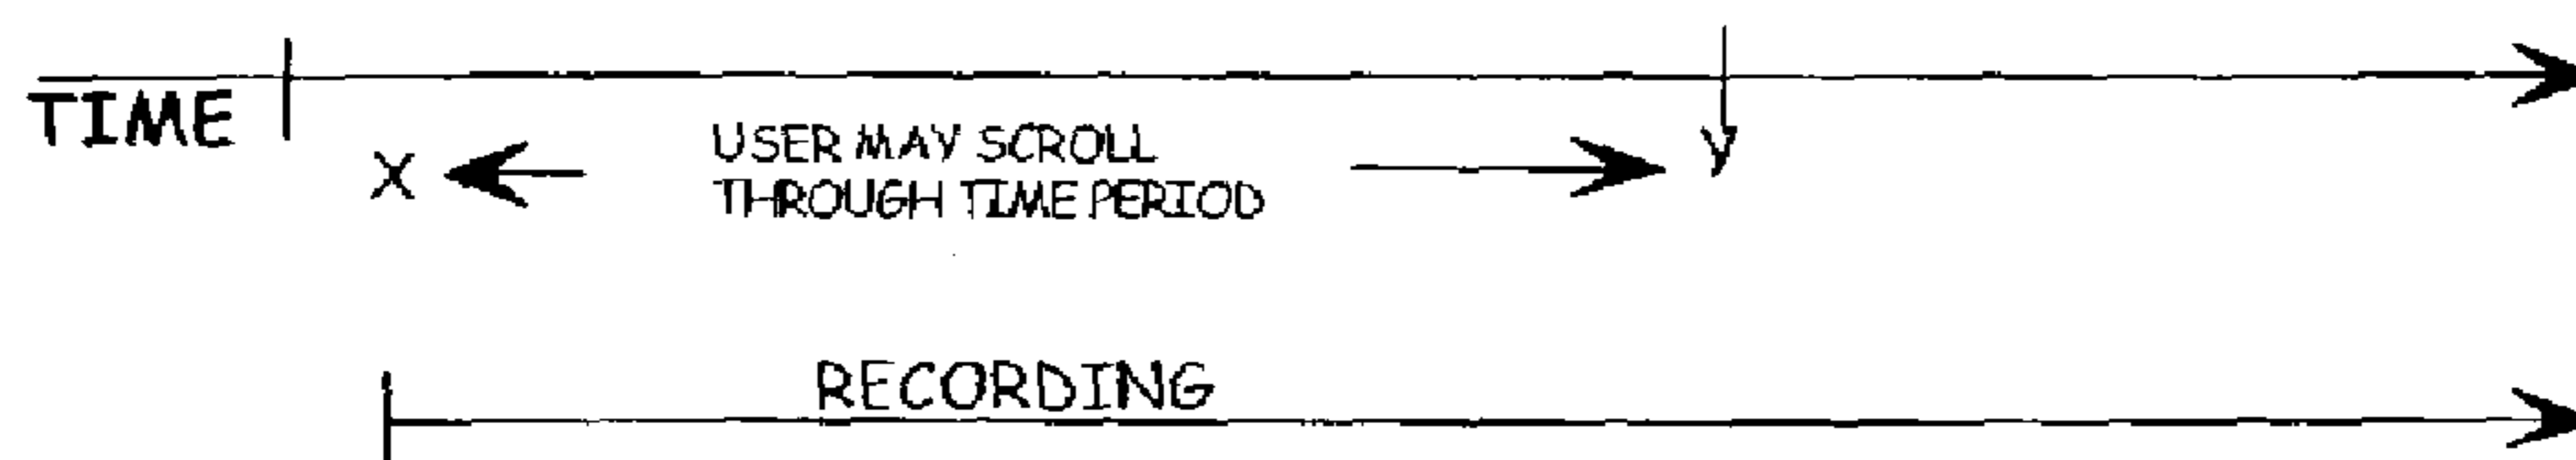 TIME
X
USER MAY SCROLL
THROUGH TIME PERIOD
Y
RECORDING